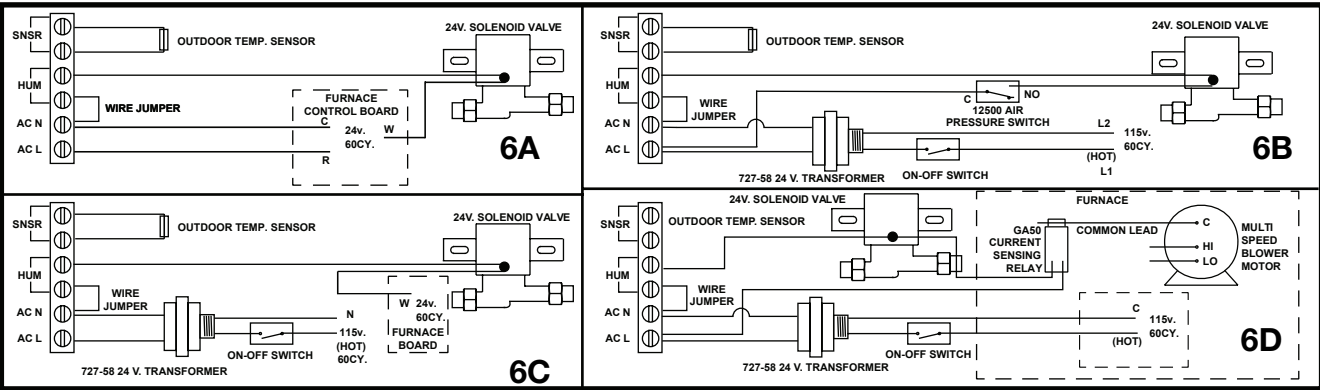 SNSR
OUTDOOR TEMP. SENSOR
24V. SOLENOID VALVE
HUM
WIRE JUMPER
FURNACE
CONTROL BOARD
C
24v.
60CY.
W
R
AC N
AC L
6A
SNSR
OUTDOOR TEMP. SENSOR
24V. SOLENOID VALVE
HUM
WIRE
JUMPER
C
NO
12500 AIR
PRESSURE SWITCH
AC N
AC L
L2
115v.
60CY.
(HOT)
L1
727-58 24 V. TRANSFORMER
ON-OFF SWITCH
6B
SNSR
OUTDOOR TEMP. SENSOR
24V. SOLENOID VALVE
HUM
WIRE
JUMPER
W 24v.
60CY.
FURNACE
BOARD
AC N
AC L
N
115v.
(HOT)
60CY.
ON-OFF SWITCH
727-58 24 V. TRANSFORMER
6C
24V. SOLENOID VALVE
SNSR
OUTDOOR TEMP. SENSOR
FURNACE
GA50
CURRENT
SENSING
RELAY
COMMON LEAD
C
HI
LO
MULTI
SPEED
BLOWER
MOTOR
HUM
WIRE
JUMPER
AC N
AC L
C
115v.
60CY.
(HOT)
ON-OFF SWITCH
727-58 24 V. TRANSFORMER
6D